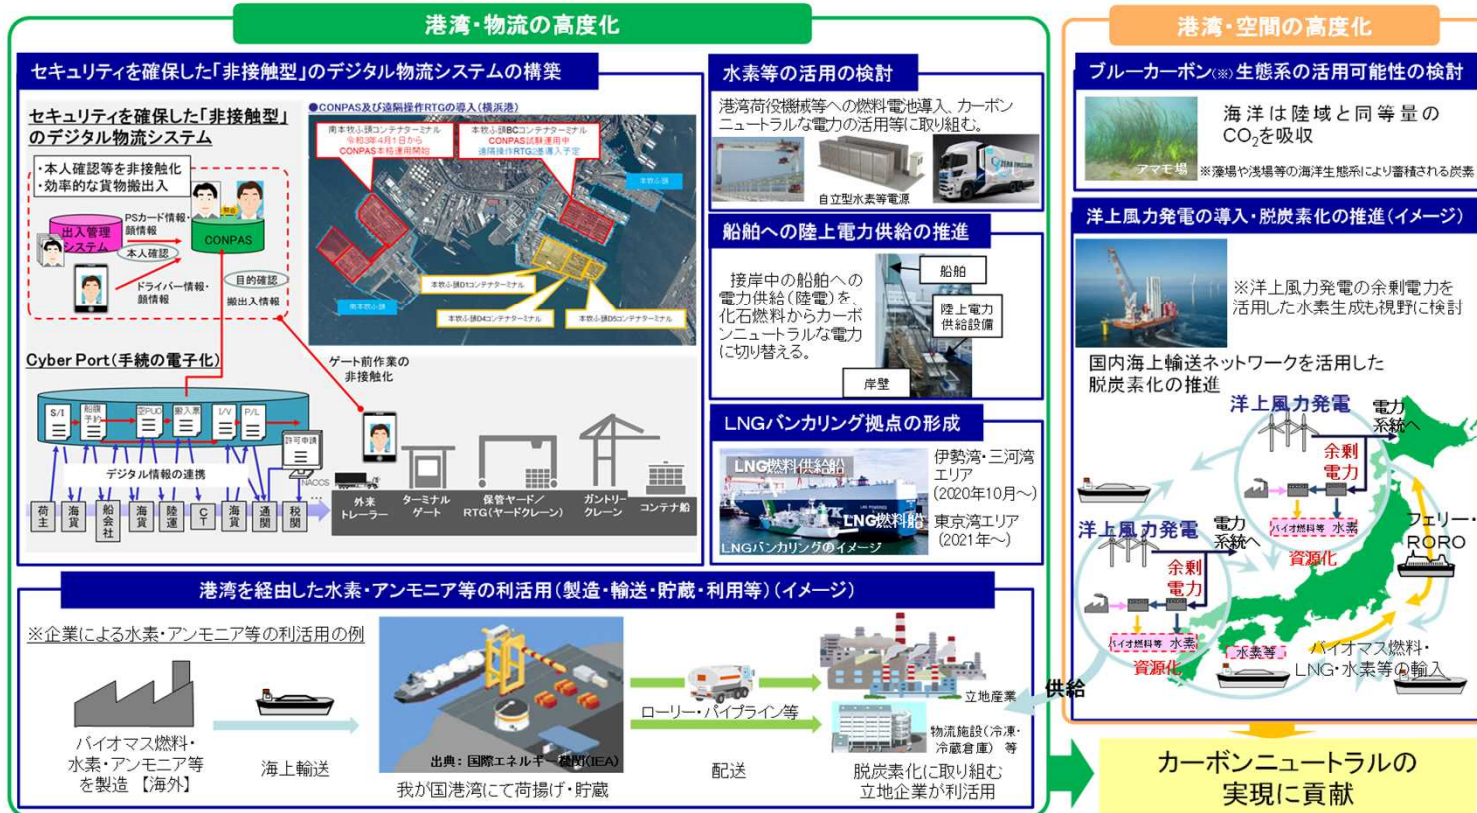 港湾・物流の高度化
セキュリティを確保した「非接触型」のデジタル物流システムの構築
セキュリティを確保した「非接触型」
のデジタル物流システム
・本人確認等を非接触化
・効率的な貨物搬出入
出入管理
システム
PSカード情報・
顔情報
本人確認
照合
CONPAS
ドライバー情報・
顔情報
目的確認
搬出入情報
●CONPAS及び遠隔操作RTGの導入(横浜港)
南本牧ふ頭コンテナターミナル
令和3年4月1日から
CONPAS本格運用開始
本牧ふ頭BCコンテナターミナル
CONPAS試験運用中
遠隔操作RTG2基導入予定
本牧ふ頭
南本牧ふ頭
本牧ふ頭D1コンテナターミナル
本牧ふ頭D4コンテナターミナル
本牧ふ頭D5コンテナターミナル
Cyber Port(手続の電子化)
ゲート前作業の
非接触化
S/I
船腹
予約
空PUO
搬入票
I/V
P/L
許可申請
NACCS
デジタル情報の連携
荷主
海貨
船会社
海貨
陸運
CT
海貨
通関
税関
…
外来
トレーラー
ターミナル
ゲート
保管ヤード/
RTG(ヤードクレーン)
ガントリー
クレーン
コンテナ船
水素等の活用の検討
港湾荷役機械等への燃料電池導入、カーボン
ニュートラルな電力の活用等に取り組む。
自立型水素等電源
ZERO EMISSION
船舶への陸上電力供給の推進
接岸中の船舶への
電力供給(陸電)を、
化石燃料からカーボ
ンニュートラルな電力
に切り替える。
船舶
陸上電力
供給設備
岸壁
LNGバンカリング拠点の形成
LNG燃料供給船
LNG燃料船
LNGバンカリングのイメージ
伊勢湾・三河湾
エリア
(2020年10月~)
東京湾エリア
(2021年~)
港湾を経由した水素・アンモニア等の利活用(製造・輸送・貯蔵・利用等)(イメージ)
※企業による水素・アンモニア等の利活用の例
バイオマス燃料・
水素・アンモニア等
を製造 【海外】
海上輸送
出典: 国際エネルギー機関(IEA)
我が国港湾にて荷揚げ・貯蔵
ローリー・パイプライン等
配送
立地産業
物流施設(冷凍・
冷蔵倉庫) 等
脱炭素化に取り組む
立地企業が利活用
港湾・空間の高度化
ブルーカーボン(※)生態系の活用可能性の検討
アマモ場
海洋は陸域と同等量の
CO2を吸収
※藻場や浅場等の海洋生態系により蓄積される炭素
洋上風力発電の導入・脱炭素化の推進(イメージ)
※洋上風力発電の余剰電力を
活用した水素生成も視野に検討
国内海上輸送ネットワークを活用した
脱炭素化の推進
洋上風力発電
電力
系統へ
余剰
電力
バイオ燃料等 水素
資源化
フェリー・
RORO
洋上風力発電
電力
系統へ
余剰
電力
バイオ燃料等 水素
資源化
水素等
バイオマス燃料・
LNG・水素等の輸入
供給
カーボンニュートラルの
実現に貢献